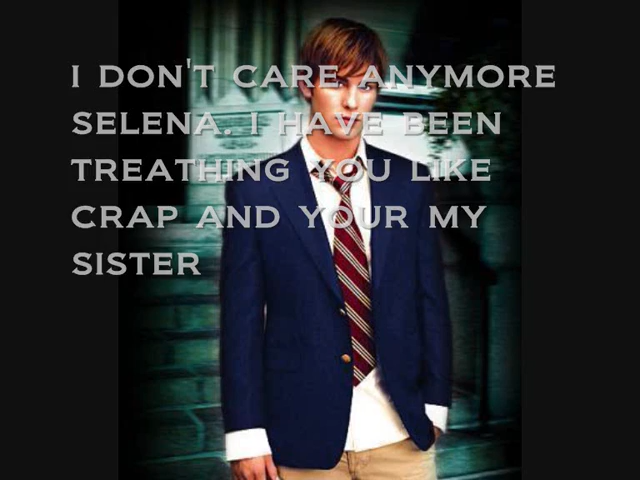 I DON'T CARE ANYMORE
SELENA. I HAVE BEEN
TREATHING YOU LIKE
CRAP AND YOUR MY
SISTER